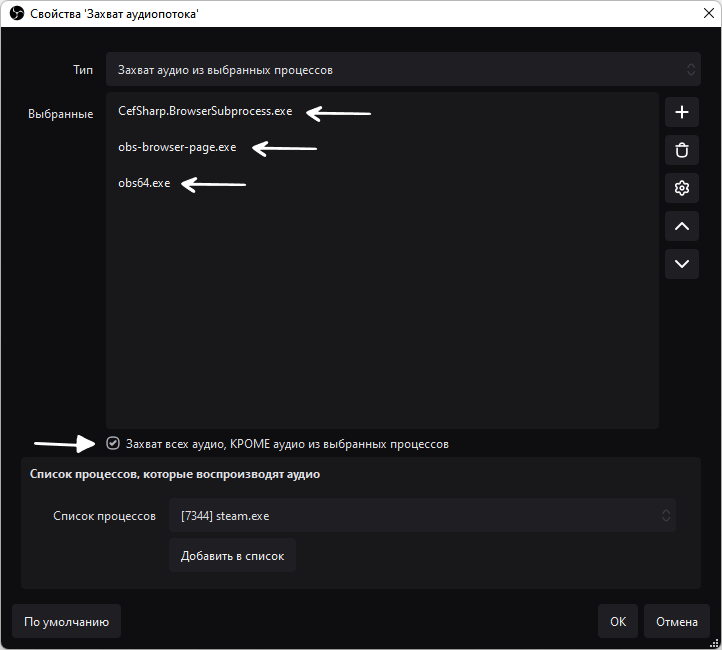 Свойства 'Захват аудиопотока'
Тип
Захват аудио из выбранных процессов
Выбранные
CefSharp.BrowserSubprocess.exe
obs-browser-page.exe
obs64.exe
Захват всех аудио, КРОМЕ аудио из выбранных процессов
Список процессов, которые воспроизводят аудио
Список процессов
[7344] steam.exe
Добавить в список
По умолчанию
OK
Отмена